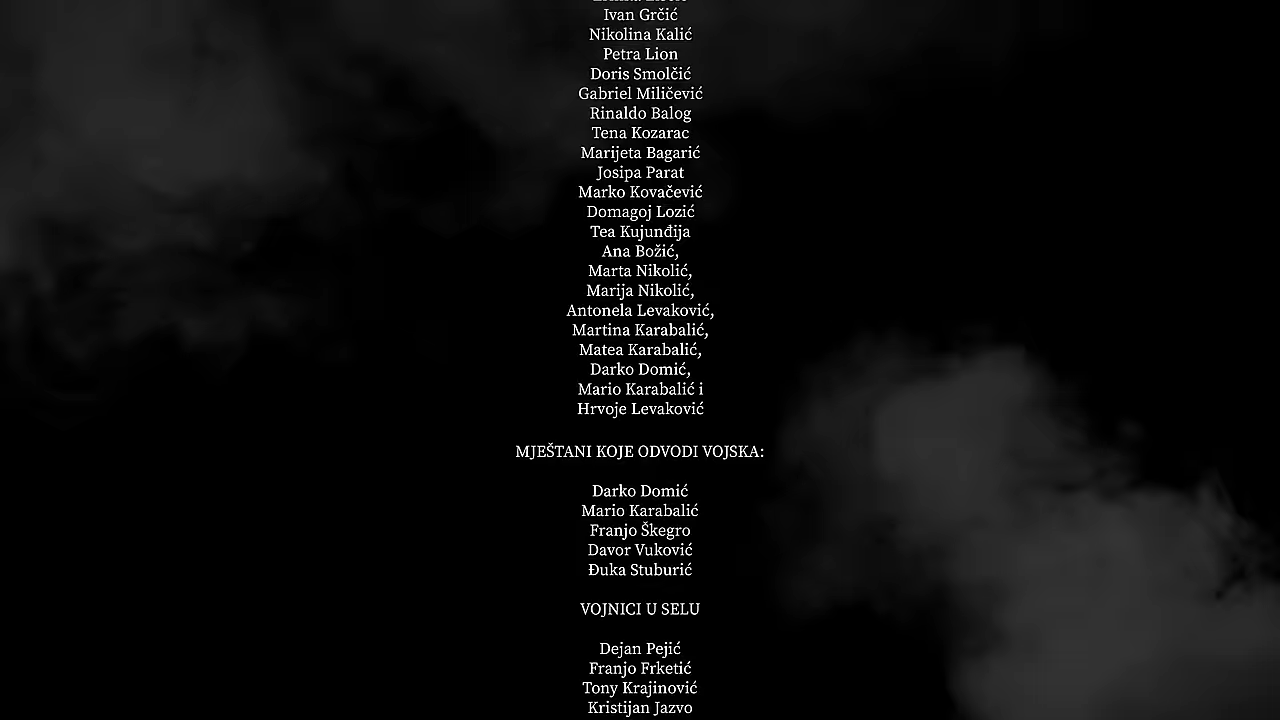 Ivan Grčić
Nikolina Kalić
Petra Lion
Doris Smolčić
Gabriel Miličević
Rinaldo Balog
Tena Kozarac
Marijeta Bagarić
Josipa Parat
Marko Kovačević
Domagoj Lozić
Tea Kujunđija
Ana Božić,
Marta Nikolić,
Marija Nikolić,
Antonela Levaković,
Martina Karabalić,
Matea Karabalić,
Darko Domić,
Mario Karabalić i
Hrvoje Levaković
MJEŠTANI KOJE ODVODI VOJSKA:
Darko Domić
Mario Karabalić
Franjo Škegro
Davor Vuković
Đuka Stuburić
VOJNICI U SELU
Dejan Pejić
Franjo Frketić
Tony Krajinović
Kristijan Jazvo